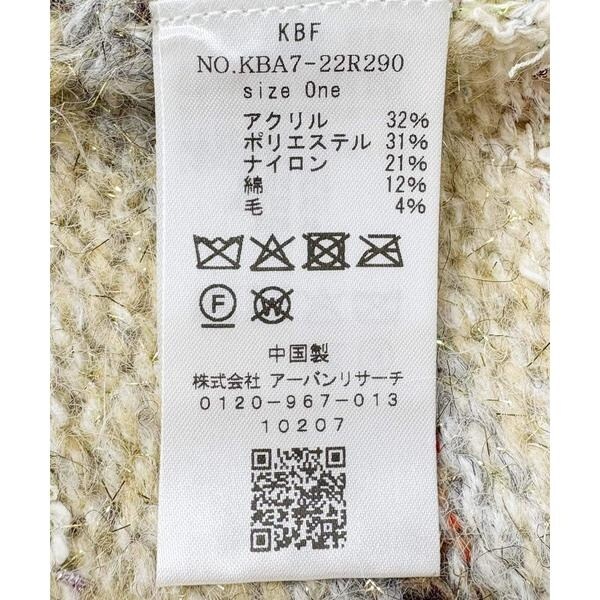 KBF
NO.KBA7-22R290
size One
アクリル 32%
ポリエステル 31%
ナイロン 21%
綿 12%
毛 4%
F
W
中国製
株式会社 アーバンリサーチ
0120-967-013
10207